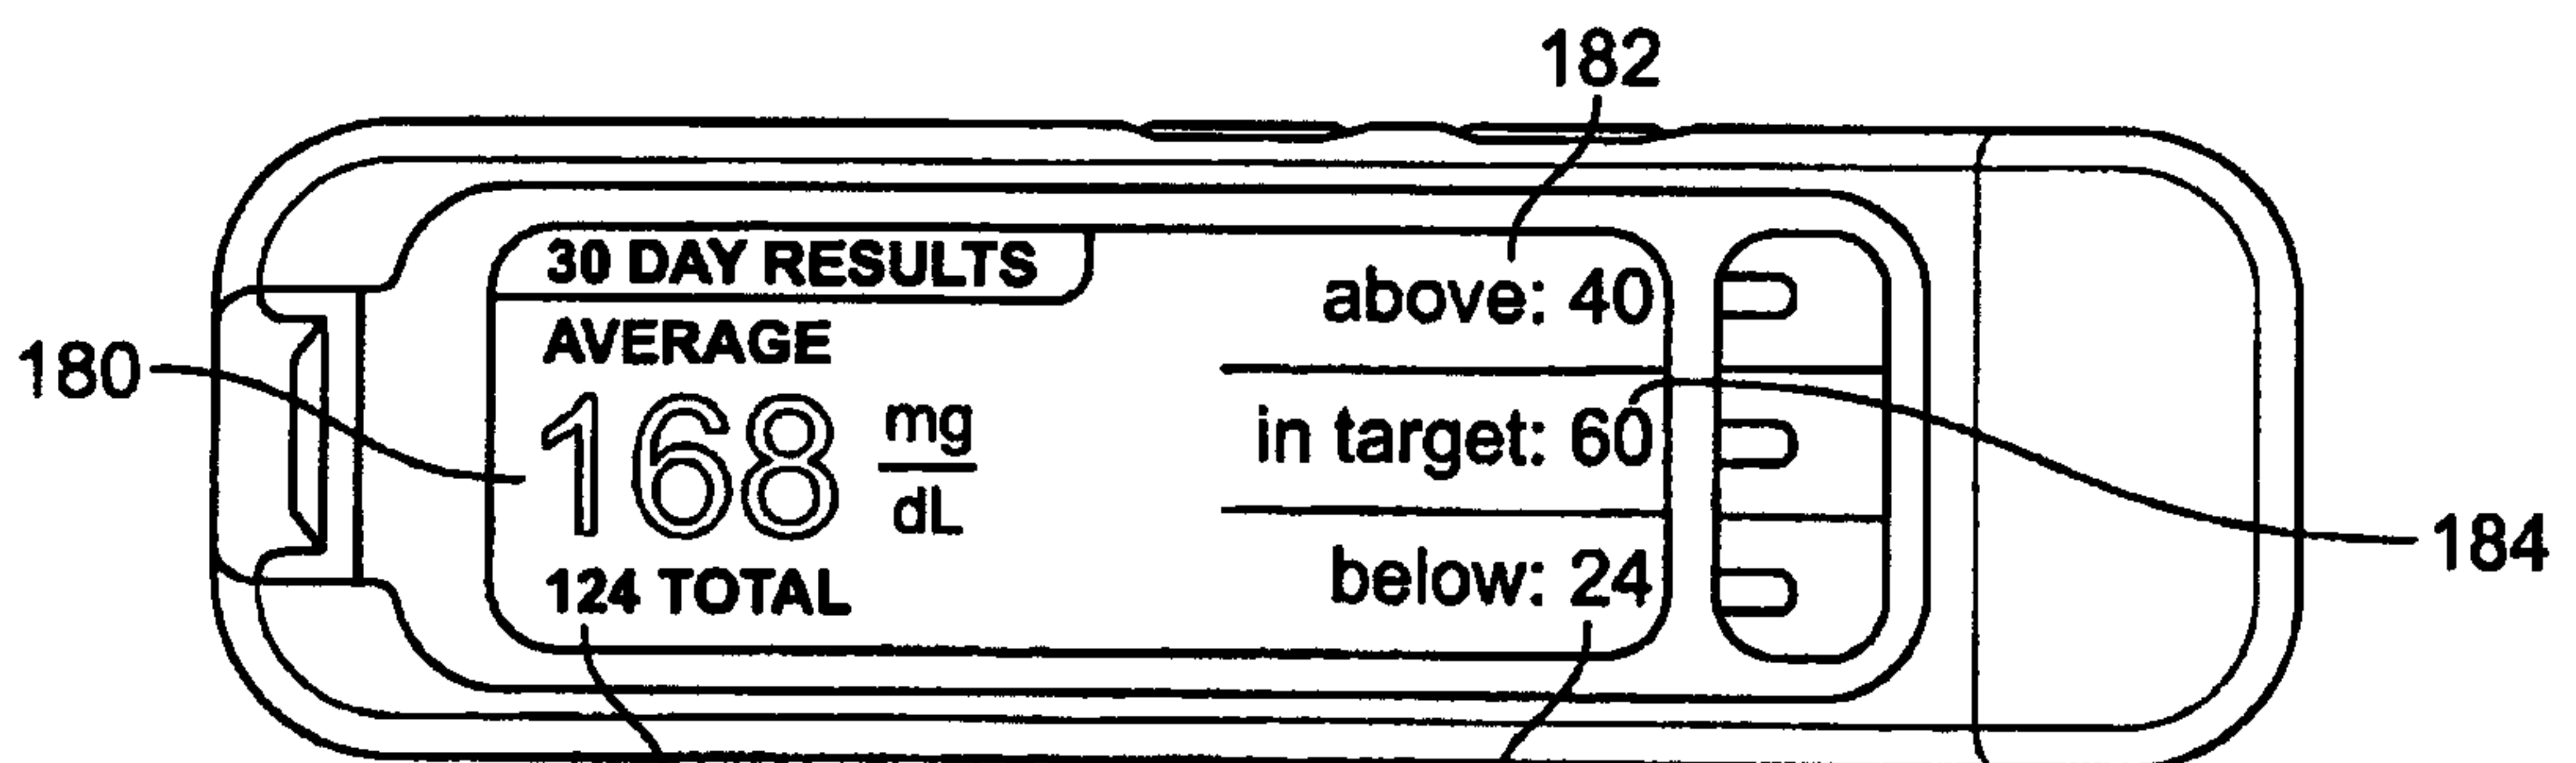 182
30 DAY RESULTS
above: 40
AVERAGE
180
168 mg/dL
in target: 60
184
below: 24
124 TOTAL